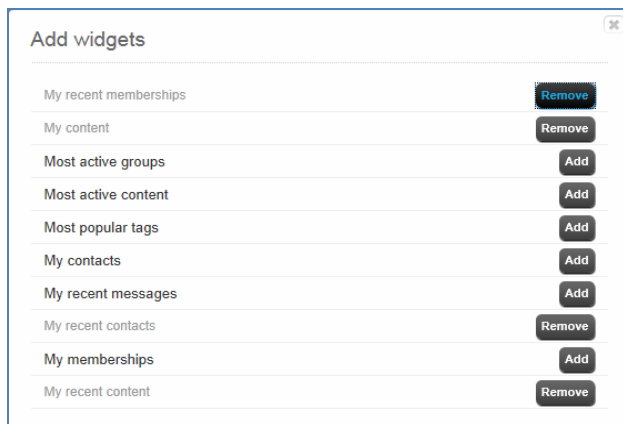 Add widgets
My recent memberships Remove
My content Remove
Most active groups Add
Most active content Add
Most popular tags Add
My contacts Add
My recent messages Add
My recent contacts Remove
My memberships Add
My recent content Remove